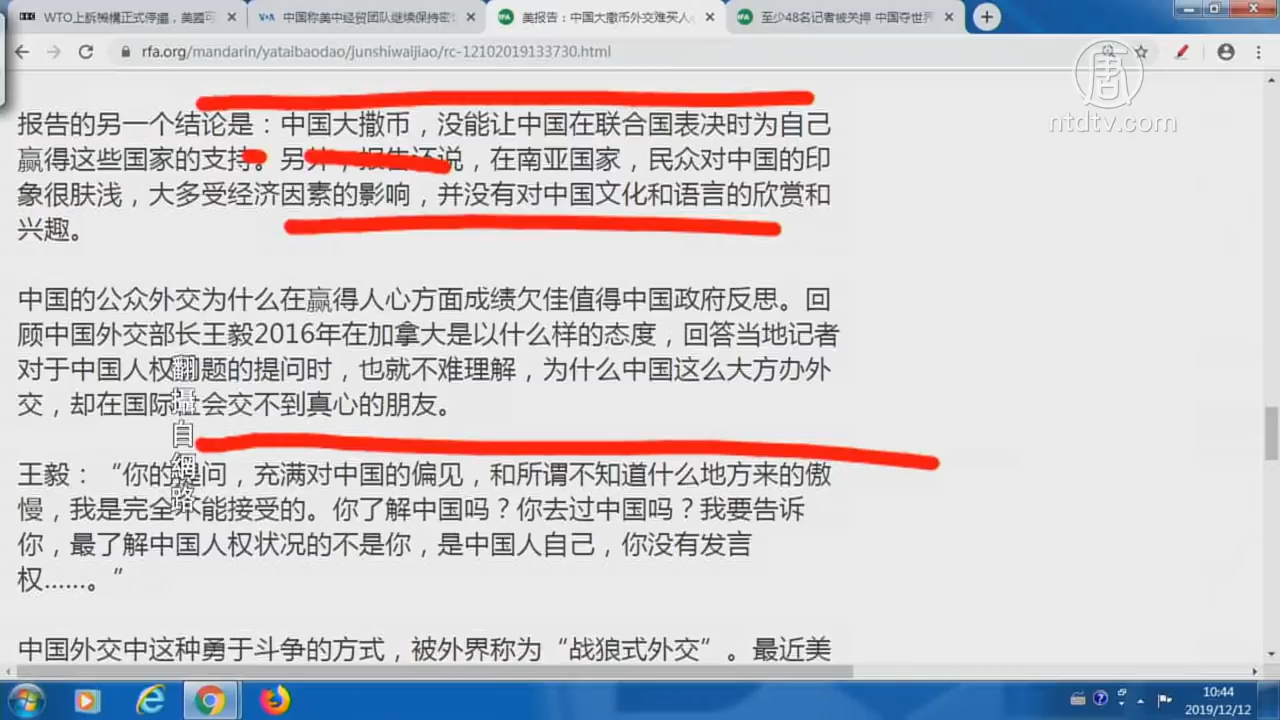 WTO上訴機構正式停擺，美國可
VOA 中国称美中经贸团队继续保持密
RFA 美报告：中国大撒币外交难买人
RFA 至少48名记者被关押 中国夺世界
rfa.org/mandarin/yataibaodao/junshiwaijiao/rc-12102019133730.html
唐
ntdtv.com
报告的另一个结论是：中国大撒币，没能让中国在联合国表决时为自己
赢得这些国家的支持。另外，报告还说，在南亚国家，民众对中国的印
象很肤浅，大多受经济因素的影响，并没有对中国文化和语言的欣赏和
兴趣。
中国的公众外交为什么在赢得人心方面成绩欠佳值得中国政府反思。回
顾中国外交部长王毅2016年在加拿大是以什么样的态度，回答当地记者
对于中国人权问题的提问时，也就不难理解，为什么中国这么大方办外
交，却在国际社会交不到真心的朋友。
王毅：“你的提问，充满对中国的偏见，和所谓不知道什么地方来的傲
慢，我是完全不能接受的。你了解中国吗？你去过中国吗？我要告诉
你，最了解中国人权状况的不是你，是中国人自己，你没有发言
权……。”
中国外交中这种勇于斗争的方式，被外界称为“战狼式外交”。最近美
翻攝自網路
10:44
2019/12/12